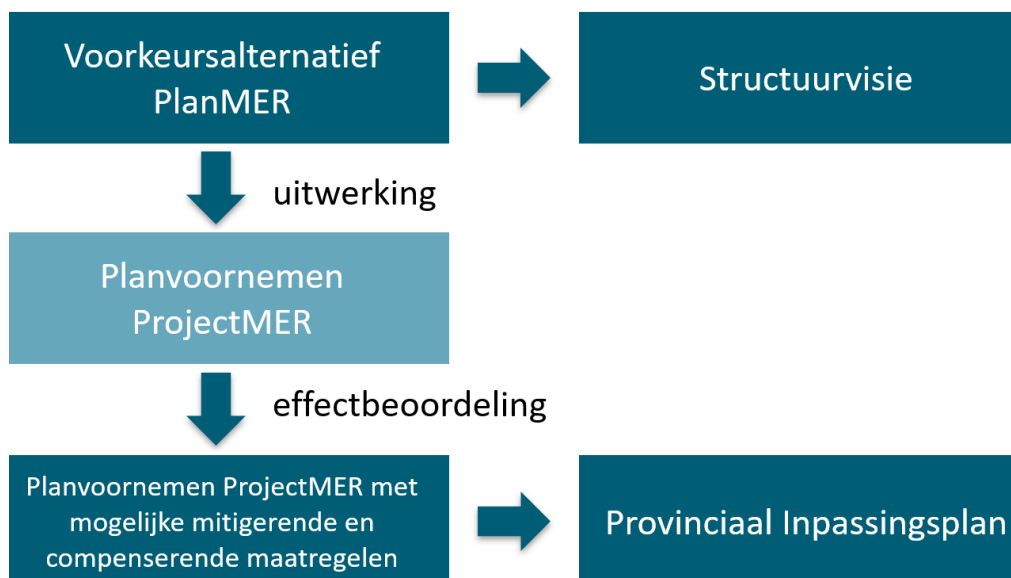 Voorkeursalternatief
PlanMER
Structuurvisie
uitwerking
Planvoornemen
ProjectMER
effectbeoordeling
Planvoornemen ProjectMER met
mogelijke mitigerende en
compenserende maatregelen
Provinciaal Inpassingsplan